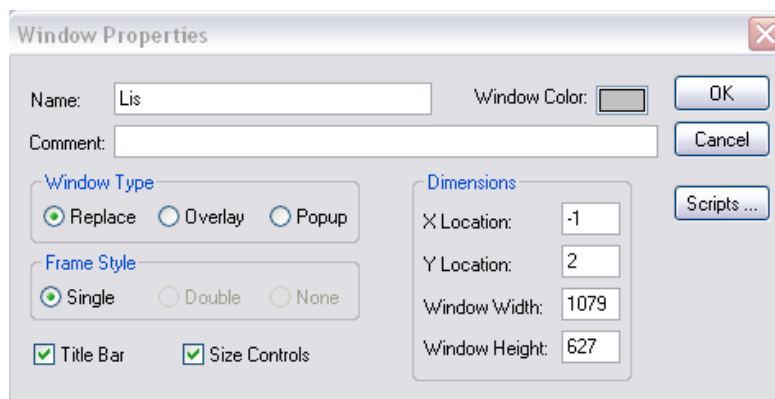 Window Properties
Name: Lis Window Color: OK
Comment: Cancel
Window Type Dimensions
Replace Overlay Popup X Location: -1 Scripts ...
Frame Style Y Location: 2
Single Double None Window Width: 1079
Title Bar Size Controls Window Height: 627